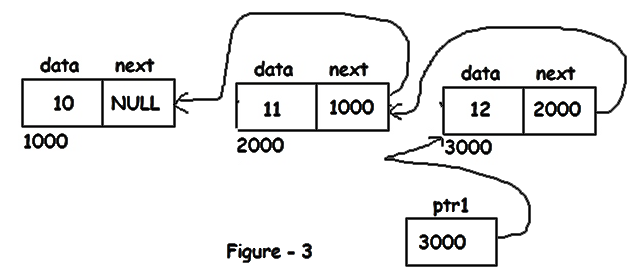 data next
10 NULL
1000
data next
11 1000
2000
data next
12 2000
3000
ptr1
3000
Figure - 3